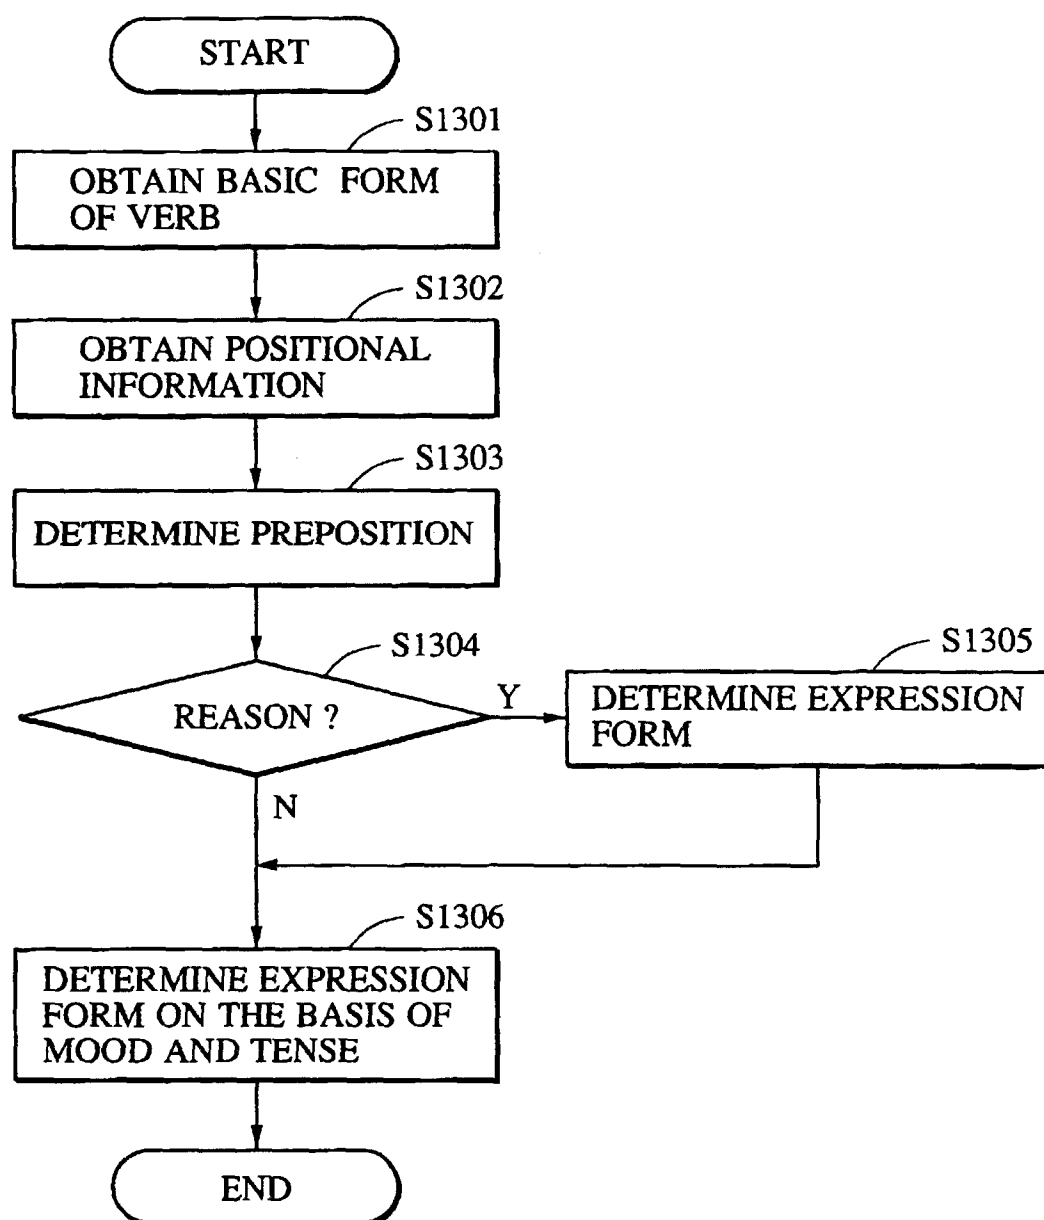 START
S1301
OBTAIN BASIC FORM
OF VERB
S1302
OBTAIN POSITIONAL
INFORMATION
S1303
DETERMINE PREPOSITION
S1304
REASON ?
Y
S1305
DETERMINE EXPRESSION
FORM
N
S1306
DETERMINE EXPRESSION
FORM ON THE BASIS OF
MOOD AND TENSE
END